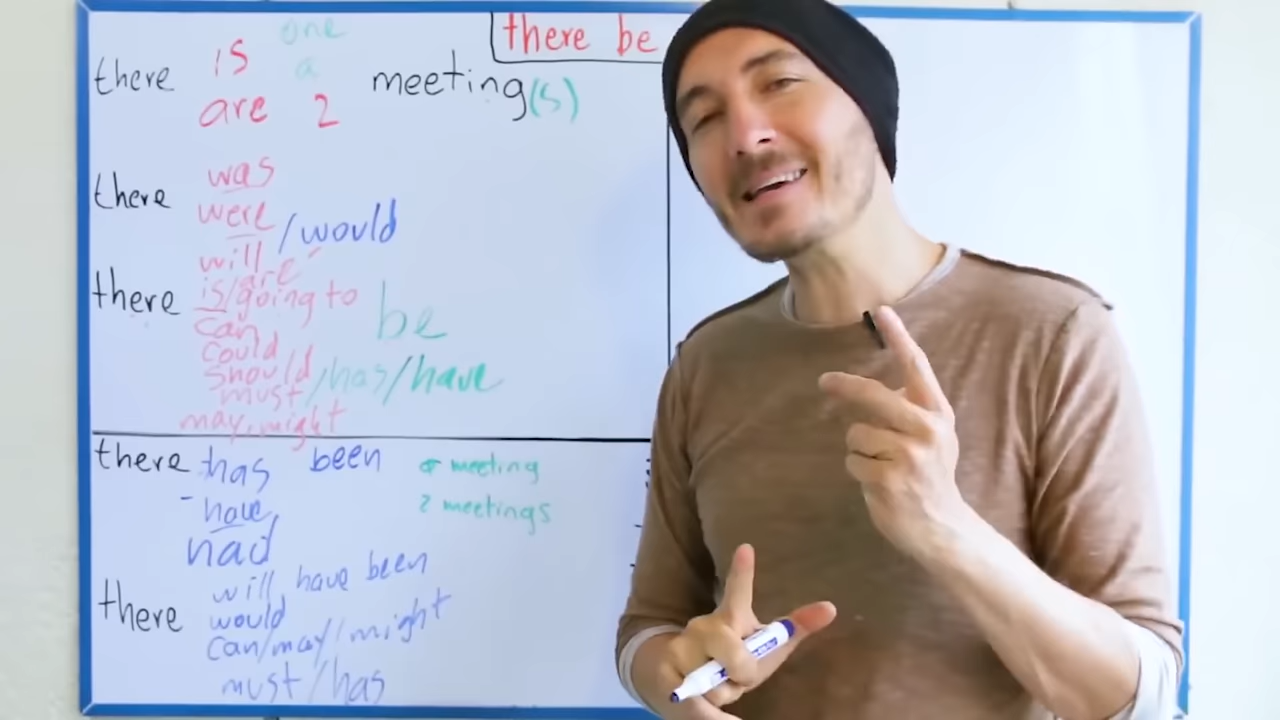 one
there be
there is a meeting(s)
are 2
there was
were / would
will
are
there is/going to be
can
could
should /has/have
must
may, might
there has been a meeting
- have 2 meetings
had
will have been
there would
can/may/might
must/has